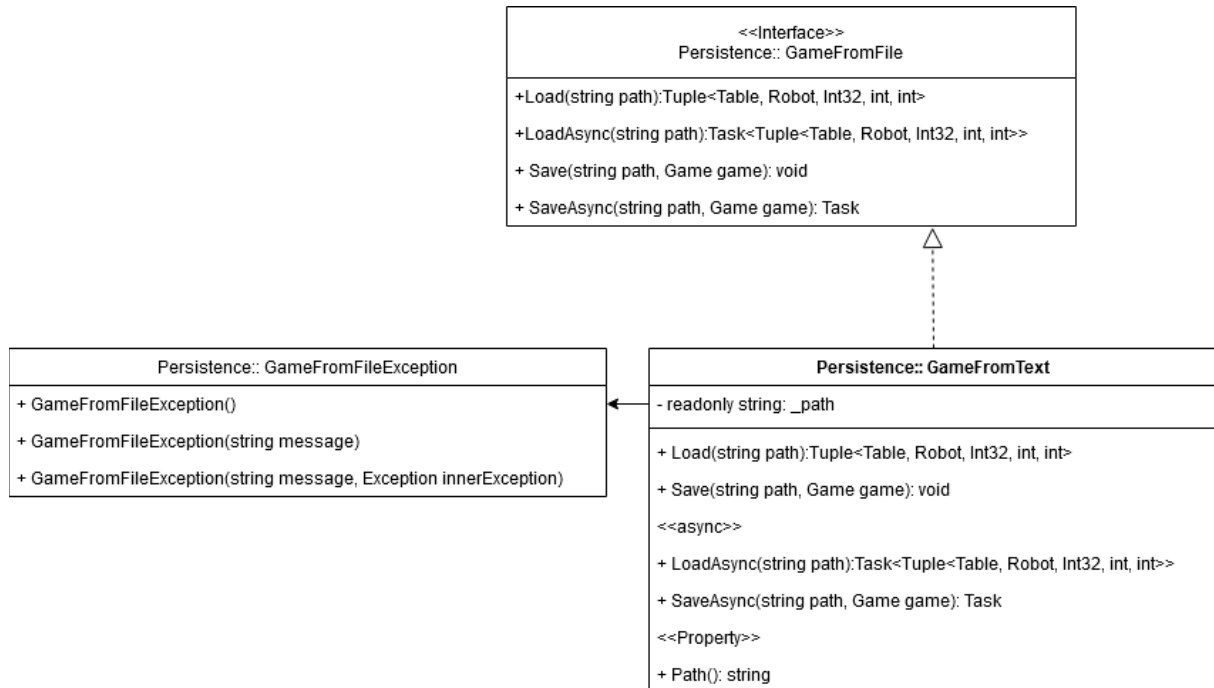 <<Interface>>
Persistence:: GameFromFile
+Load(string path):Tuple<Table, Robot, Int32, int, int>
+LoadAsync(string path):Task<Tuple<Table, Robot, Int32, int, int>>
+ Save(string path, Game game): void
+ SaveAsync(string path, Game game): Task
Persistence:: GameFromFileException
+ GameFromFileException()
+ GameFromFileException(string message)
+ GameFromFileException(string message, Exception innerException)
Persistence:: GameFromText
- readonly string: _path
+ Load(string path):Tuple<Table, Robot, Int32, int, int>
+ Save(string path, Game game): void
<<async>>
+ LoadAsync(string path):Task<Tuple<Table, Robot, Int32, int, int>>
+ SaveAsync(string path, Game game): Task
<<Property>>
+ Path(): string